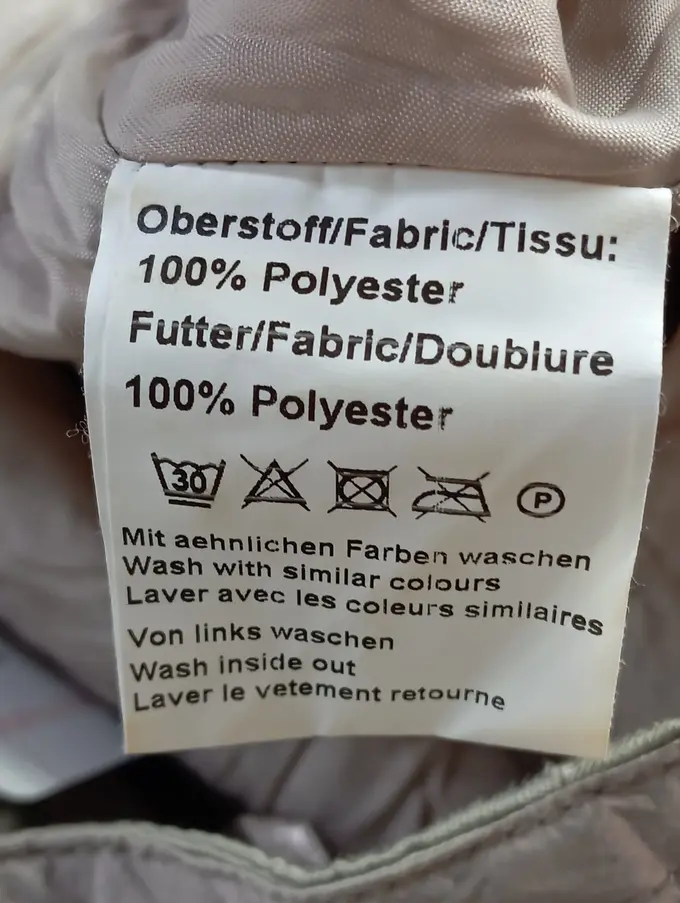 Oberstoff/Fabric/Tissu:
100% Polyester
Futter/Fabric/Doublure
100% Polyester
30 P
Mit aehnlichen Farben waschen
Wash with similar colours
Laver avec les coleurs similaires
Von links waschen
Wash inside out
Laver le vetement retourne